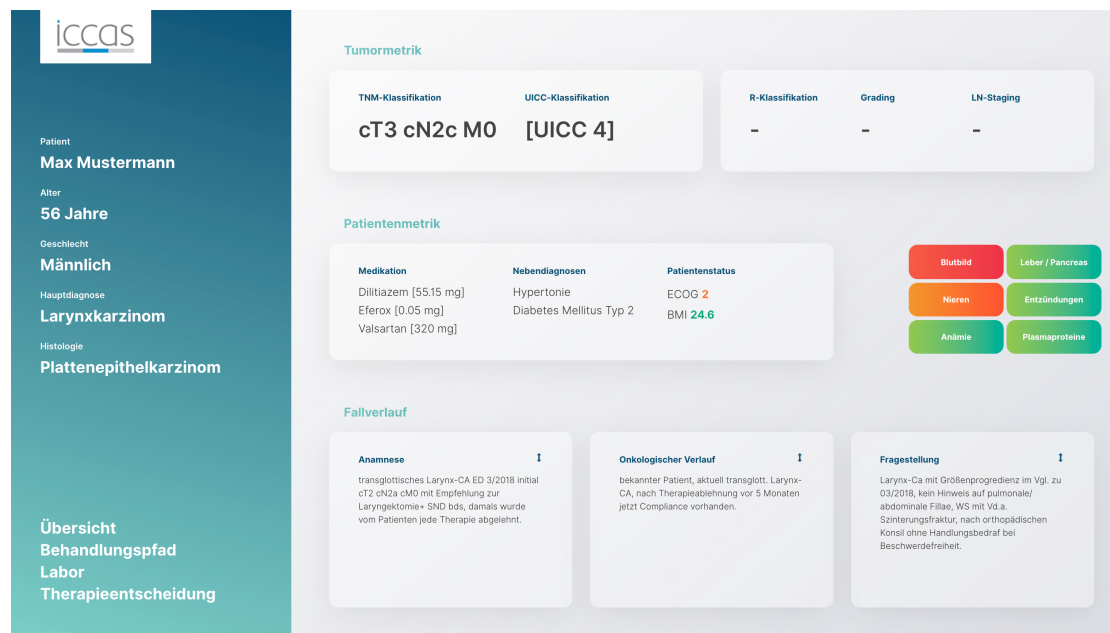 iccas
Patient
Max Mustermann
Alter
56 Jahre
Geschlecht
Männlich
Hauptdiagnose
Larynxkarzinom
Histologie
Plattenepithelkarzinom
Übersicht
Behandlungspfad
Labor
Therapieentscheidung
Tumormetrik
TNM-Klassifikation
cT3 cN2c M0
UICC-Klassifikation
[UICC 4]
R-Klassifikation
-
Grading
-
LN-Staging
-
Patientenmetrik
Medikation
Dilitiazem [55.15 mg]
Eferox [0.05 mg]
Valsartan [320 mg]
Nebendiagnosen
Hypertonie
Diabetes Mellitus Typ 2
Patientenstatus
ECOG 2
BMI 24.6
Blutbild
Leber / Pancreas
Nieren
Entzündungen
Anämie
Plasmaproteine
Fallverlauf
Anamnese
transglottisches Larynx-CA ED 3/2018 initial
cT2 cN2a cM0 mit Empfehlung zur
Laryngektomie+ SND bds, damals wurde
vom Patienten jede Therapie abgelehnt.
Onkologischer Verlauf
bekannter Patient, aktuell transglott. Larynx-
CA, nach Therapieablehnung vor 5 Monaten
jetzt Compliance vorhanden.
Fragestellung
Larynx-Ca mit Größenprogredienz im Vgl. zu
03/2018, kein Hinweis auf pulmonale/
abdominale Fillae, WS mit Vd.a.
Szinterungsfraktur, nach orthopädischen
Konsil ohne Handlungsbedraf bei
Beschwerdefreiheit.